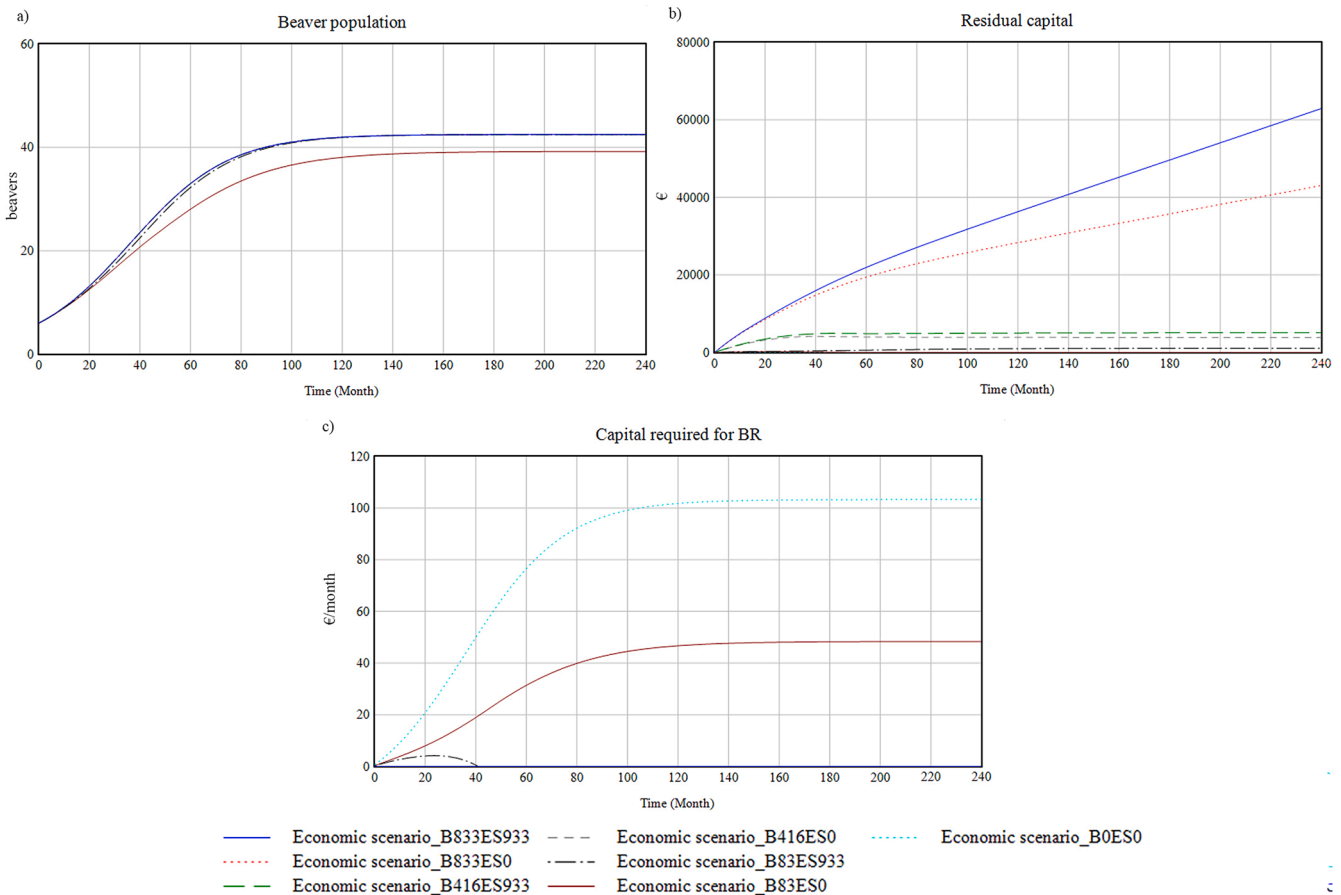 a)
Beaver population
60
40
20
0
beavers
0 20 40 60 80 100 120 140 160 180 200 220 240
Time (Month)
b)
Residual capital
80000
60000
40000
20000
0
€
0 20 40 60 80 100 120 140 160 180 200 220 240
Time (Month)
c)
Capital required for BR
120
100
80
60
40
20
0
€/month
0 20 40 60 80 100 120 140 160 180 200 220 240
Time (Month)
Economic scenario_B833ES933 Economic scenario_B416ES0 Economic scenario_B0ES0
Economic scenario_B833ES0 Economic scenario_B83ES933
Economic scenario_B416ES933 Economic scenario_B83ES0